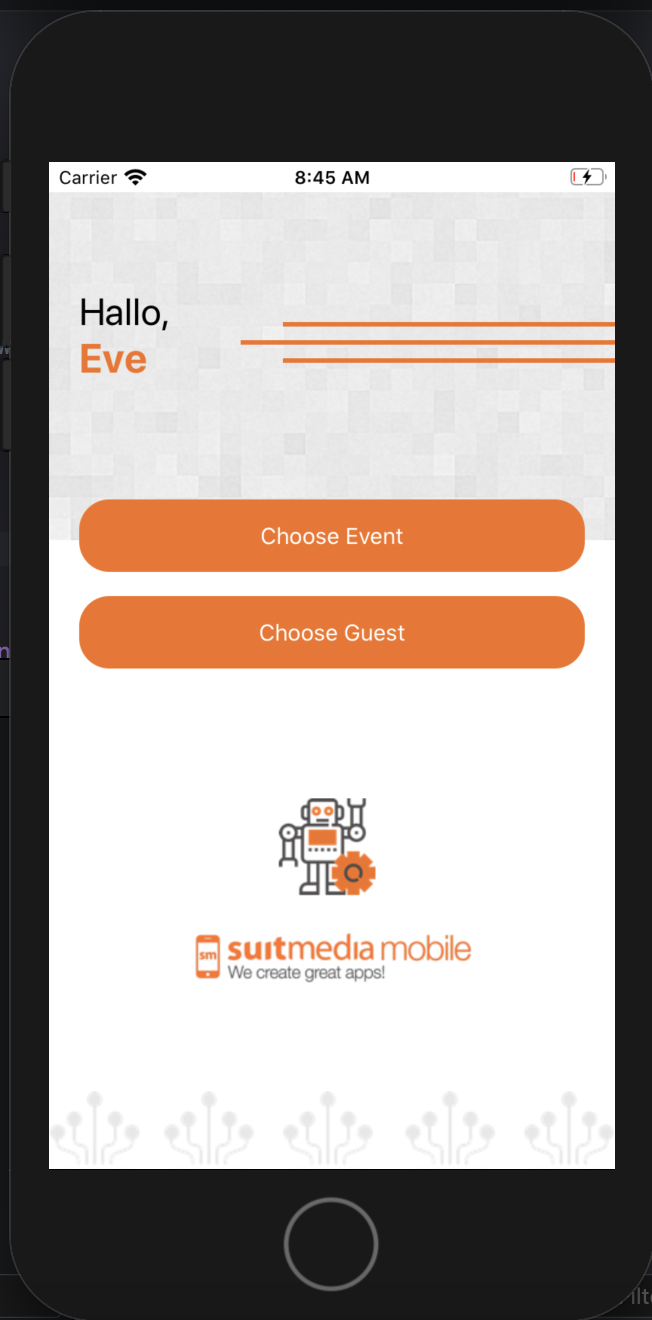 Carrier 8:45 AM
Hallo,
Eve
Choose Event
Choose Guest
sm suitmedia mobile
We create great apps!